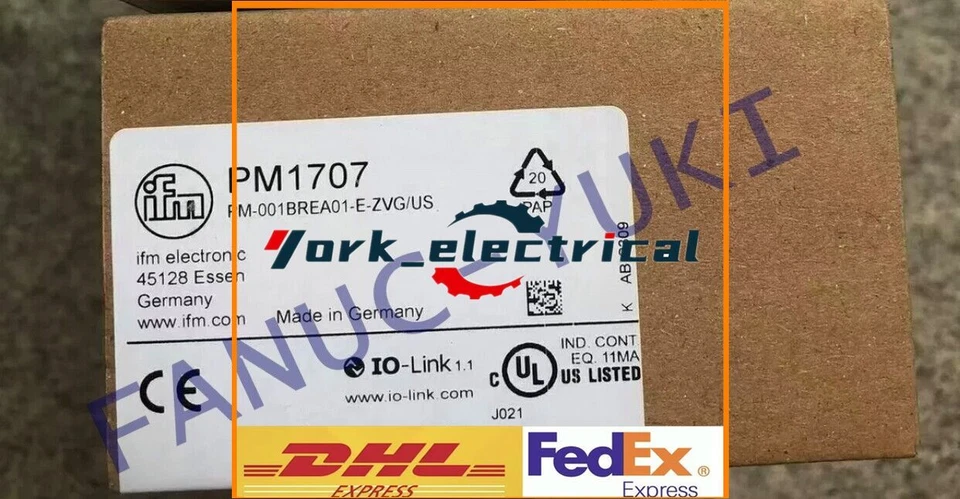 ifm
PM1707
PM-001BREA01-E-ZVG/US
20
PAP
ifm electronic
45128 Essen
Germany
www.ifm.com
Made in Germany
York_electrical
FANUC-YUKI
K
CE
IO-Link 1.1
www.io-link.com
C UL US LISTED
IND. CONT
EQ. 11MA
J021
DHL
EXPRESS
FedEx®
Express